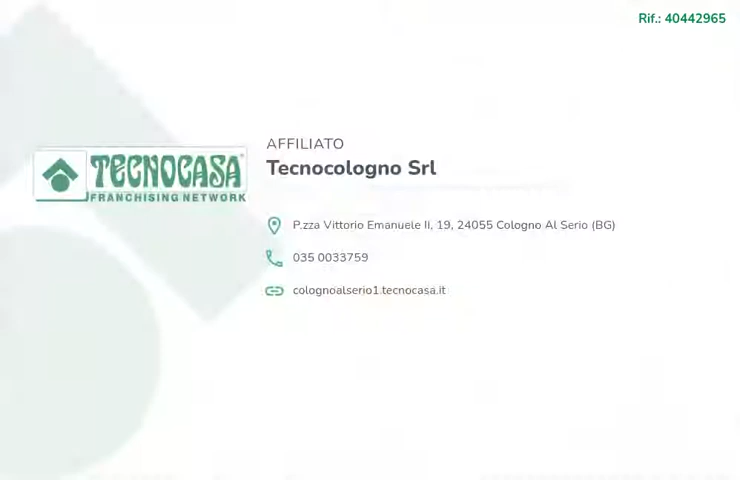 Rif.: 40442965
AFFILIATO
Tecnocologno Srl
TECNOCASA
FRANCHISING NETWORK
P.zza Vittorio Emanuele II, 19, 24055 Cologno Al Serio (BG)
035 0033759
colognoalserio1.tecnocasa.it